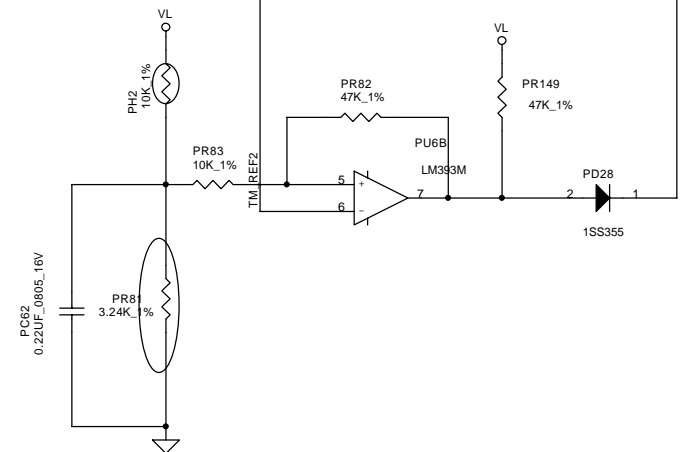 VL
PH2
10K_1%
VL
PR82
47K_1%
PR149
47K_1%
PR83
10K_1%
TM_REF2
PU6B
LM393M
5
+
6
-
7
PD28
2
1
1SS355
PC62
0.22UF_0805_16V
PR81
3.24K_1%